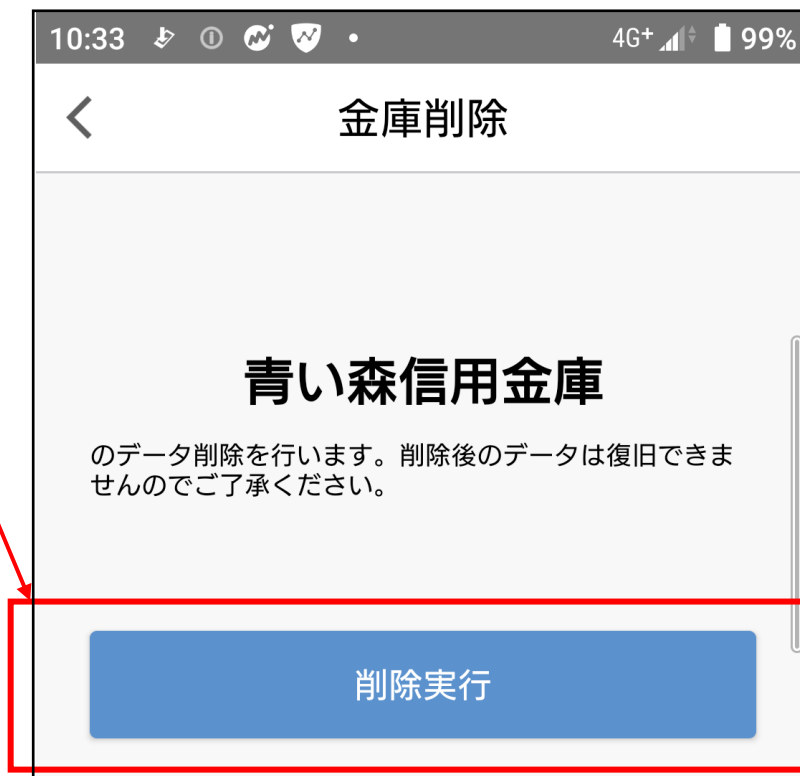 10:33 4G+ 99%
金庫削除
青い森信用金庫
のデータ削除を行います。削除後のデータは復旧できま
せんのでご了承ください。
削除実行